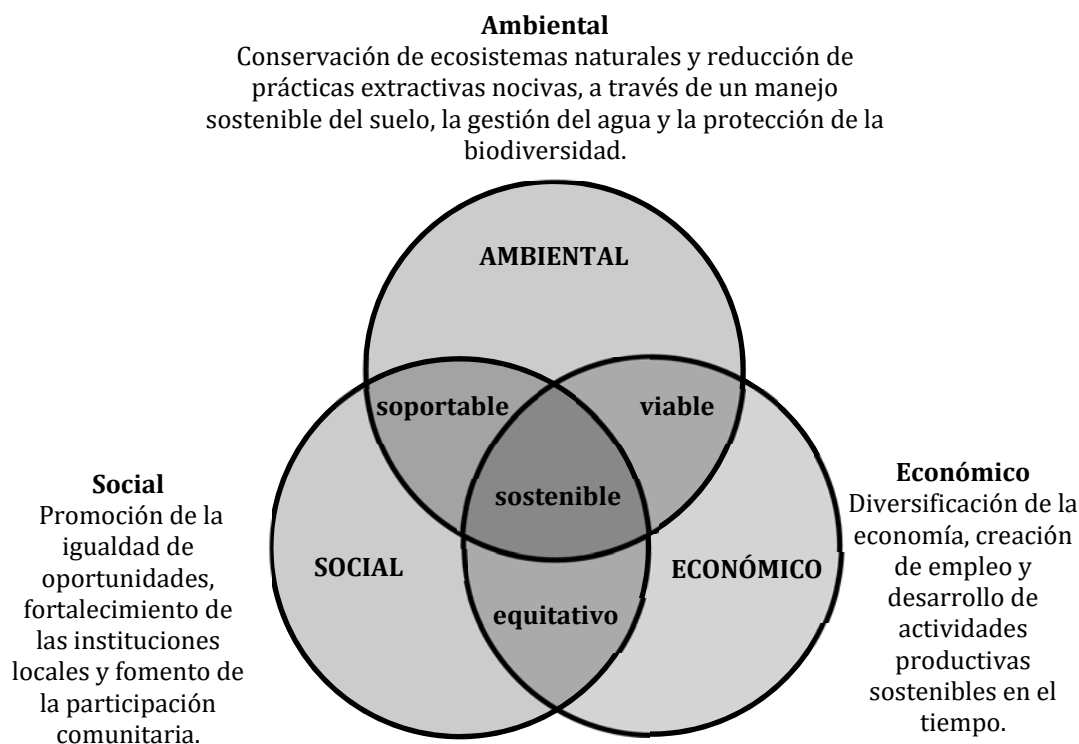 Ambiental
Conservación de ecosistemas naturales y reducción de
prácticas extractivas nocivas, a través de un manejo
sostenible del suelo, la gestión del agua y la protección de la
biodiversidad.
AMBIENTAL
soportable
viable
sostenible
SOCIAL
ECONÓMICO
equitativo
Social
Promoción de la
igualdad de
oportunidades,
fortalecimiento de
las instituciones
locales y fomento de
la participación
comunitaria.
Económico
Diversificación de la
economía, creación
de empleo y
desarrollo de
actividades
productivas
sostenibles en el
tiempo.